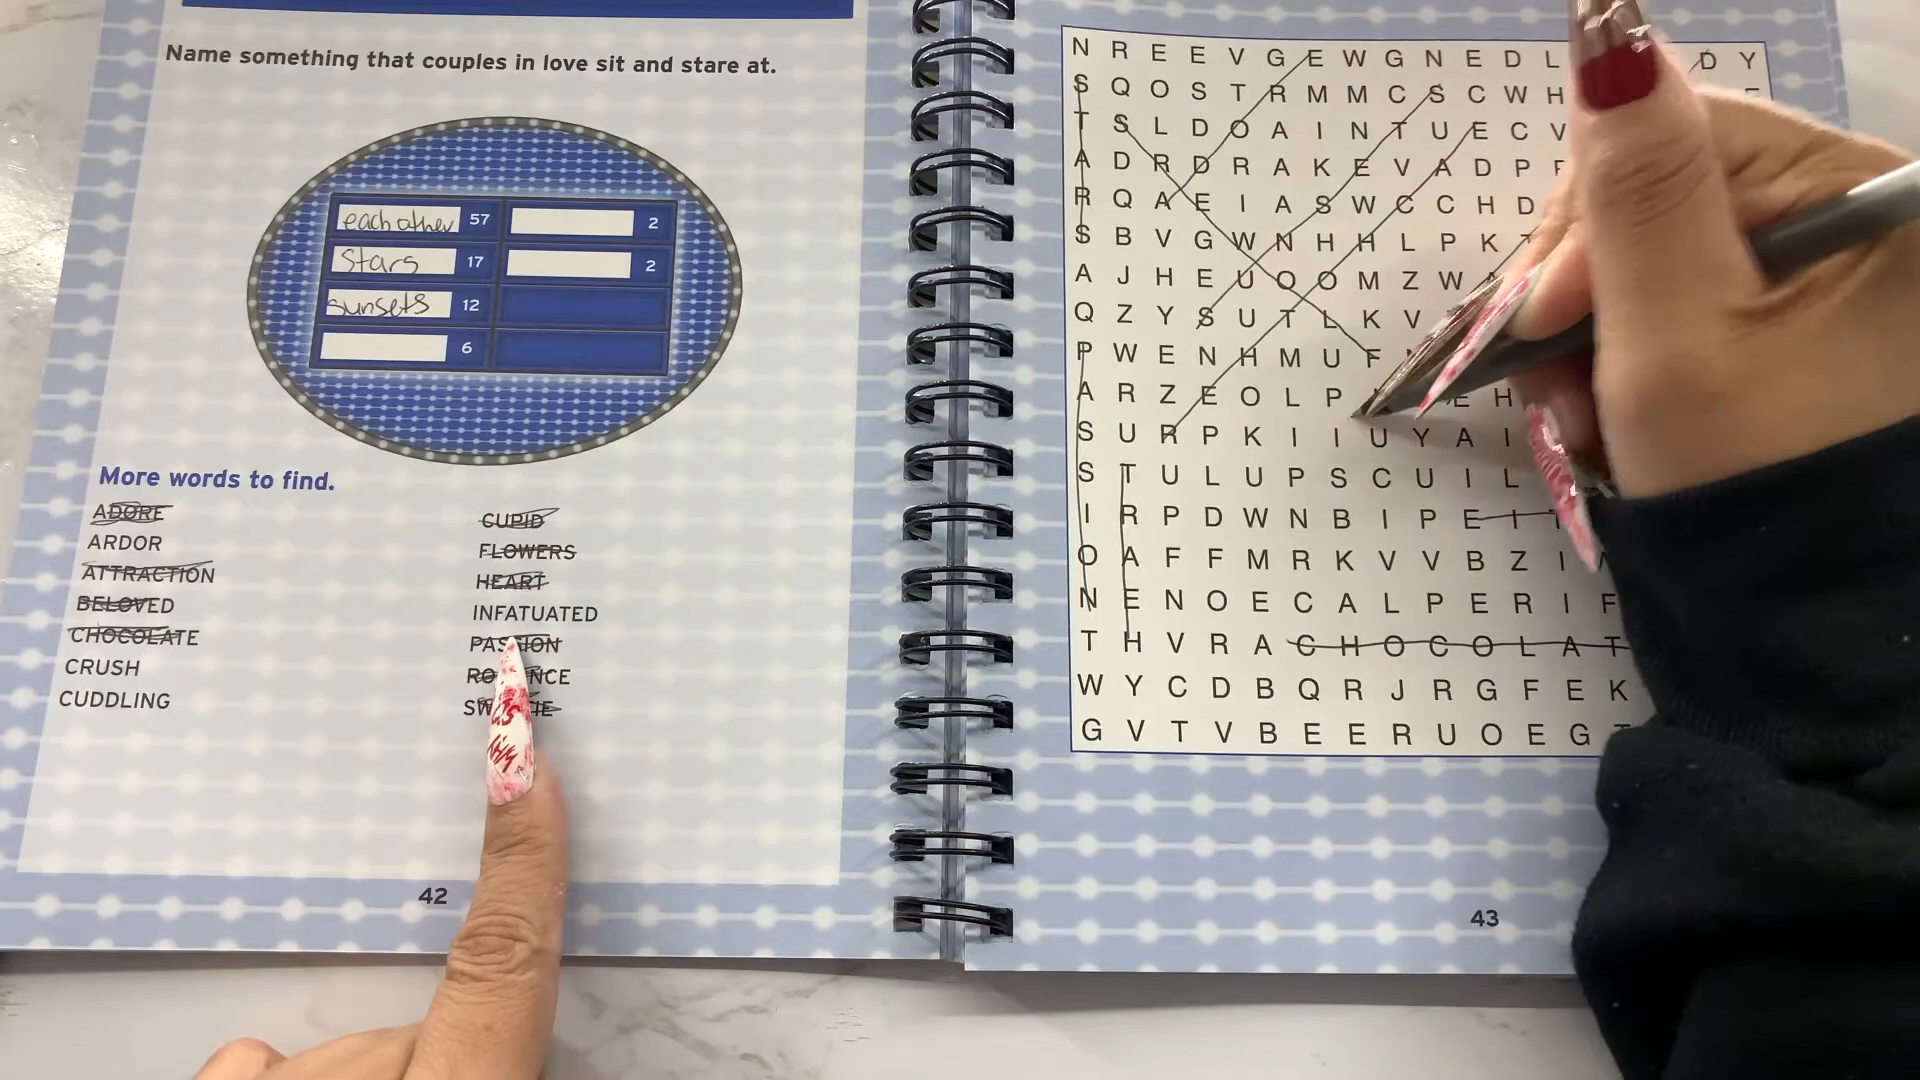 Name something that couples in love sit and stare at.
each other 57 2
Stars 17 2
sunsets 12
6
More words to find.
ADORE
ARDOR
ATTRACTION
BELOVED
CHOCOLATE
CRUSH
CUDDLING
CUPID
FLOWERS
HEART
INFATUATED
PASSION
42
N R E E V G E W G N E D L D Y
S Q O S T R M M C S C W H
T S L D O A I N T U E C V
A D R D R A K E V A D P
R Q A E I A S W C C H D
S B V G W N H H L P K
A J H E U O O M Z W
Q Z Y S U T L K V
P W E N H M U F
A R Z E O L P E H
S U R P K I I U Y A I
S T U L U P S C U I L
I R P D W N B I P E I T
O A F F M R K V V B Z I
N E N O E C A L P E R I F
T H V R A C H O C O L A T
W Y C D B Q R J R G F E K
G V T V B E E R U O E G
43